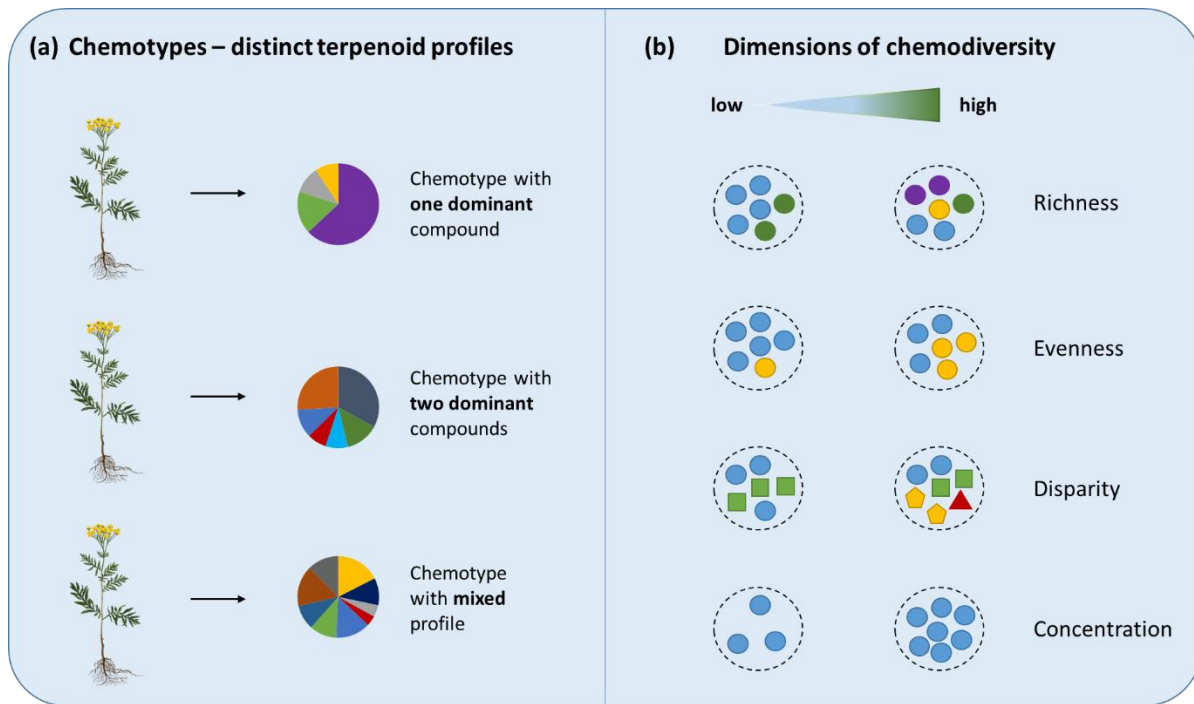 (a) Chemotypes – distinct terpenoid profiles
Chemotype with
one dominant
compound
Chemotype with
two dominant
compounds
Chemotype
with mixed
profile
(b) Dimensions of chemodiversity
low high
Richness
Evenness
Disparity
Concentration